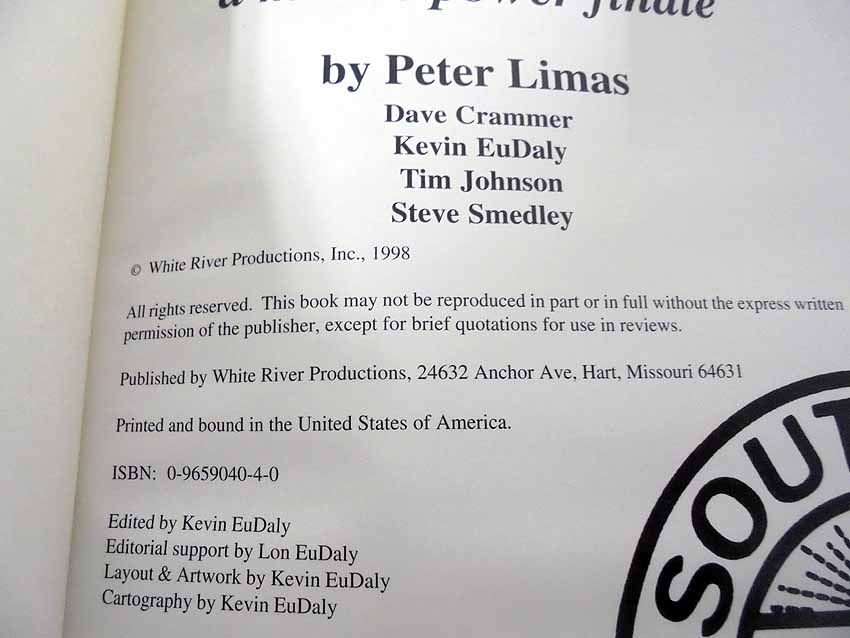 power finale
by Peter Limas
Dave Crammer
Kevin EuDaly
Tim Johnson
Steve Smedley
© White River Productions, Inc., 1998
All rights reserved. This book may not be reproduced in part or in full without the express written
permission of the publisher, except for brief quotations for use in reviews.
Published by White River Productions, 24632 Anchor Ave, Hart, Missouri 64631
Printed and bound in the United States of America.
ISBN: 0-9659040-4-0
Edited by Kevin EuDaly
Editorial support by Lon EuDaly
Layout & Artwork by Kevin EuDaly
Cartography by Kevin EuDaly
SOUT